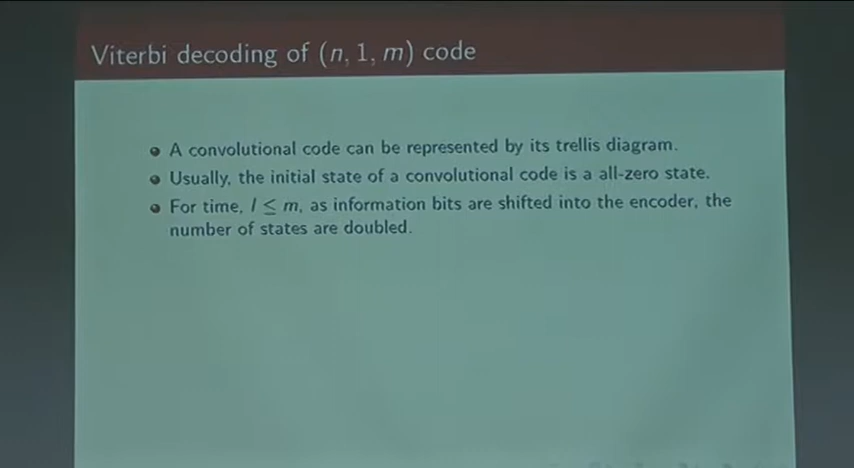 Viterbi decoding of (n, 1, m) code
A convolutional code can be represented by its trellis diagram.
Usually, the initial state of a convolutional code is a all-zero state.
For time, l ≤ m, as information bits are shifted into the encoder, the
number of states are doubled.